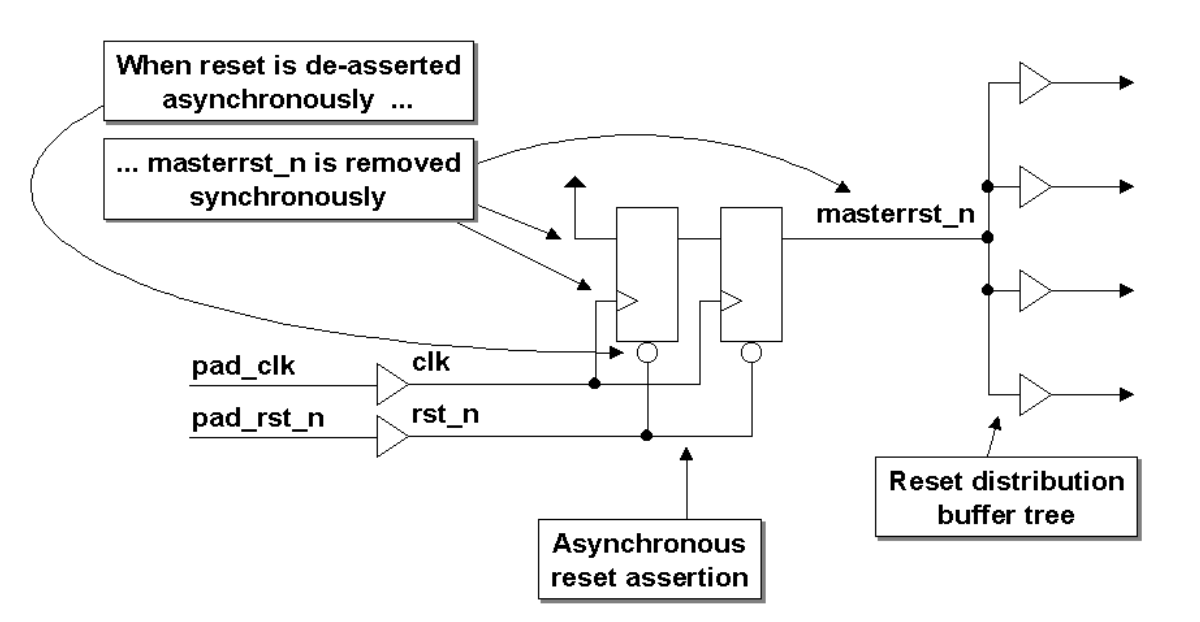 When reset is de-asserted
asynchronously ...
... masterrst_n is removed
synchronously
masterrst_n
pad_clk
clk
pad_rst_n
rst_n
Reset distribution
buffer tree
Asynchronous
reset assertion